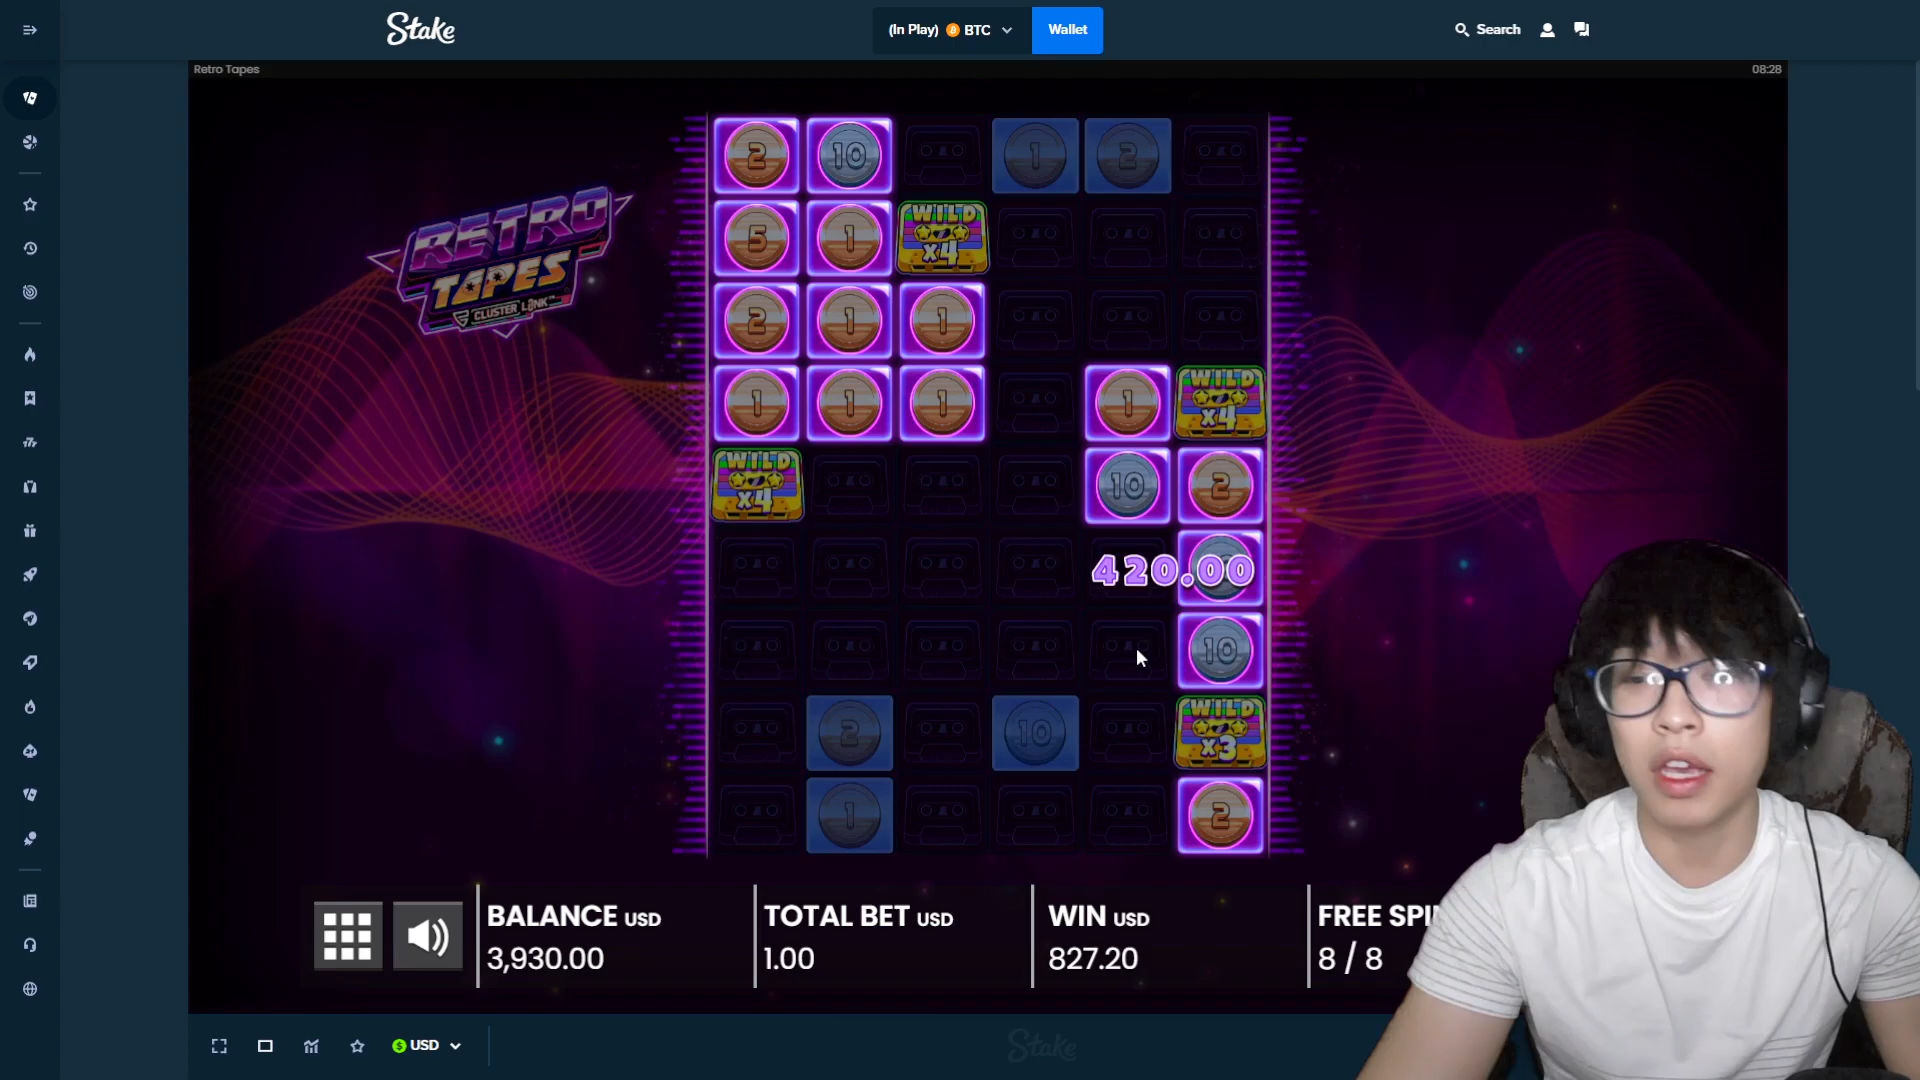 Stake
(In Play) BTC
Wallet
Search
Retro Tapes
08:28
2 10 1 2
RETRO
TAPES
CLUSTER LINK™
5 1 WILD x4
2 1 1
1 1 1 1 WILD x4
WILD x4 10 2
420.00
10
2 10 WILD x3
1 2
BALANCE USD
3,930.00
TOTAL BET USD
1.00
WIN USD
827.20
FREE SPI
8 / 8
USD
Stake